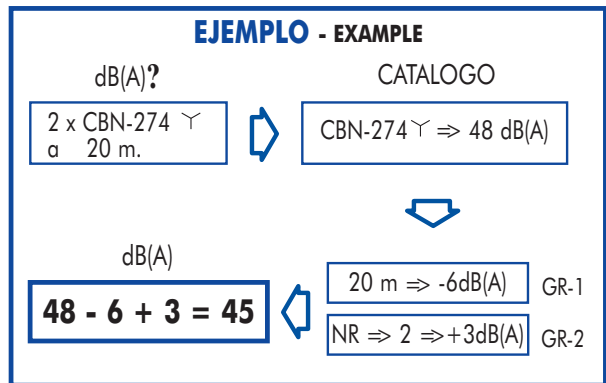 EJEMPLO - EXAMPLE
dB(A)?
2 x CBN-274 Y
a 20 m.
CATALOGO
CBN-274 Y ⇒ 48 dB(A)
20 m ⇒ -6dB(A) GR-1
NR ⇒ 2 ⇒+3dB(A) GR-2
dB(A)
48 - 6 + 3 = 45